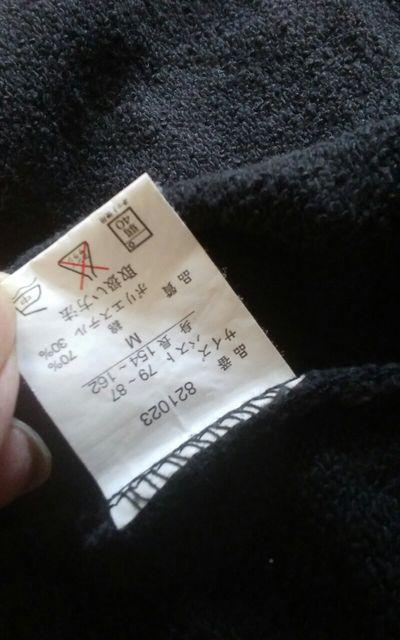 品番 821023
サイズ バスト 79~87
身長 154~162
M
品質 綿 70%
ポリエステル 30%
取扱い方法
40
中